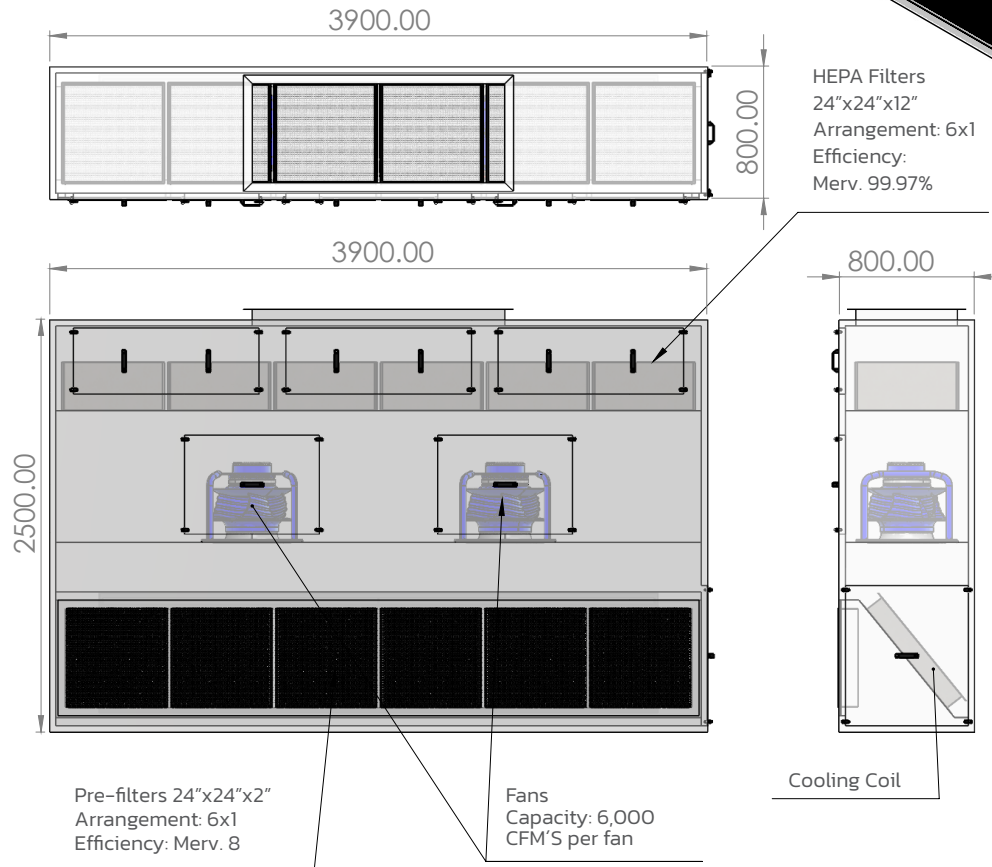 3900.00
800.00
HEPA Filters
24”x24”x12”
Arrangement: 6x1
Efficiency:
Merv. 99.97%
3900.00
800.00
2500.00
Pre-filters 24”x24”x2”
Arrangement: 6x1
Efficiency: Merv. 8
Fans
Capacity: 6,000
CFM´S per fan
Cooling Coil